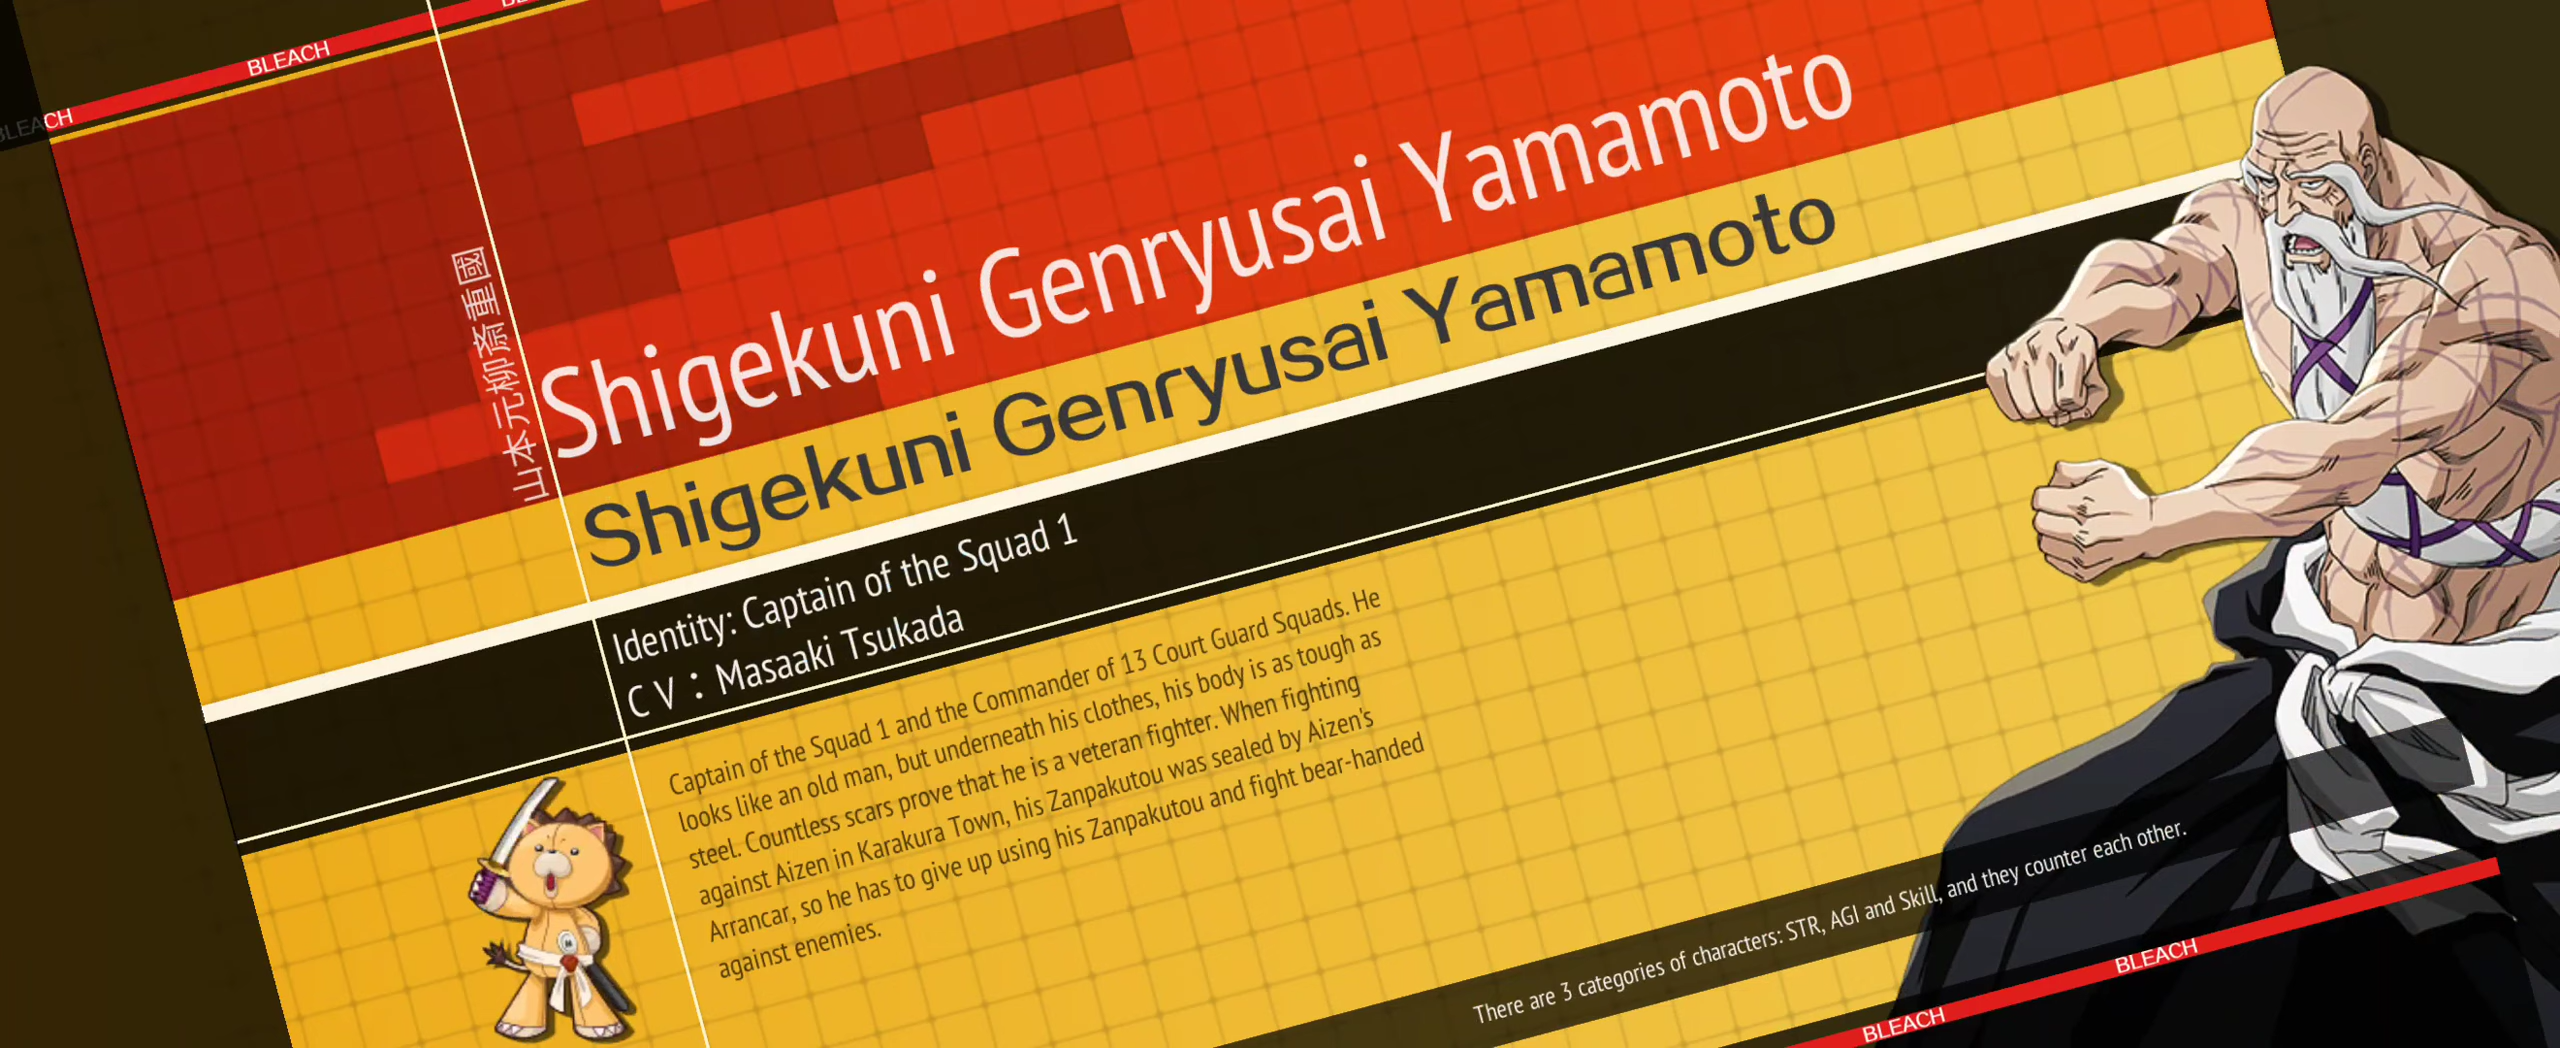 BLEACH
BLEACH
山本元柳斎重國
Shigekuni Genryusai Yamamoto
Shigekuni Genryusai Yamamoto
Identity: Captain of the Squad 1
CV：Masaaki Tsukada
Captain of the Squad 1 and the Commander of 13 Court Guard Squads. He
looks like an old man, but underneath his clothes, his body is as tough as
steel. Countless scars prove that he is a veteran fighter. When fighting
against Aizen in Karakura Town, his Zanpakutou was sealed by Aizen's
Arrancar, so he has to give up using his Zanpakutou and fight bear-handed
against enemies.
There are 3 categories of characters: STR, AGI and Skill, and they counter each other.
BLEACH
BLEACH